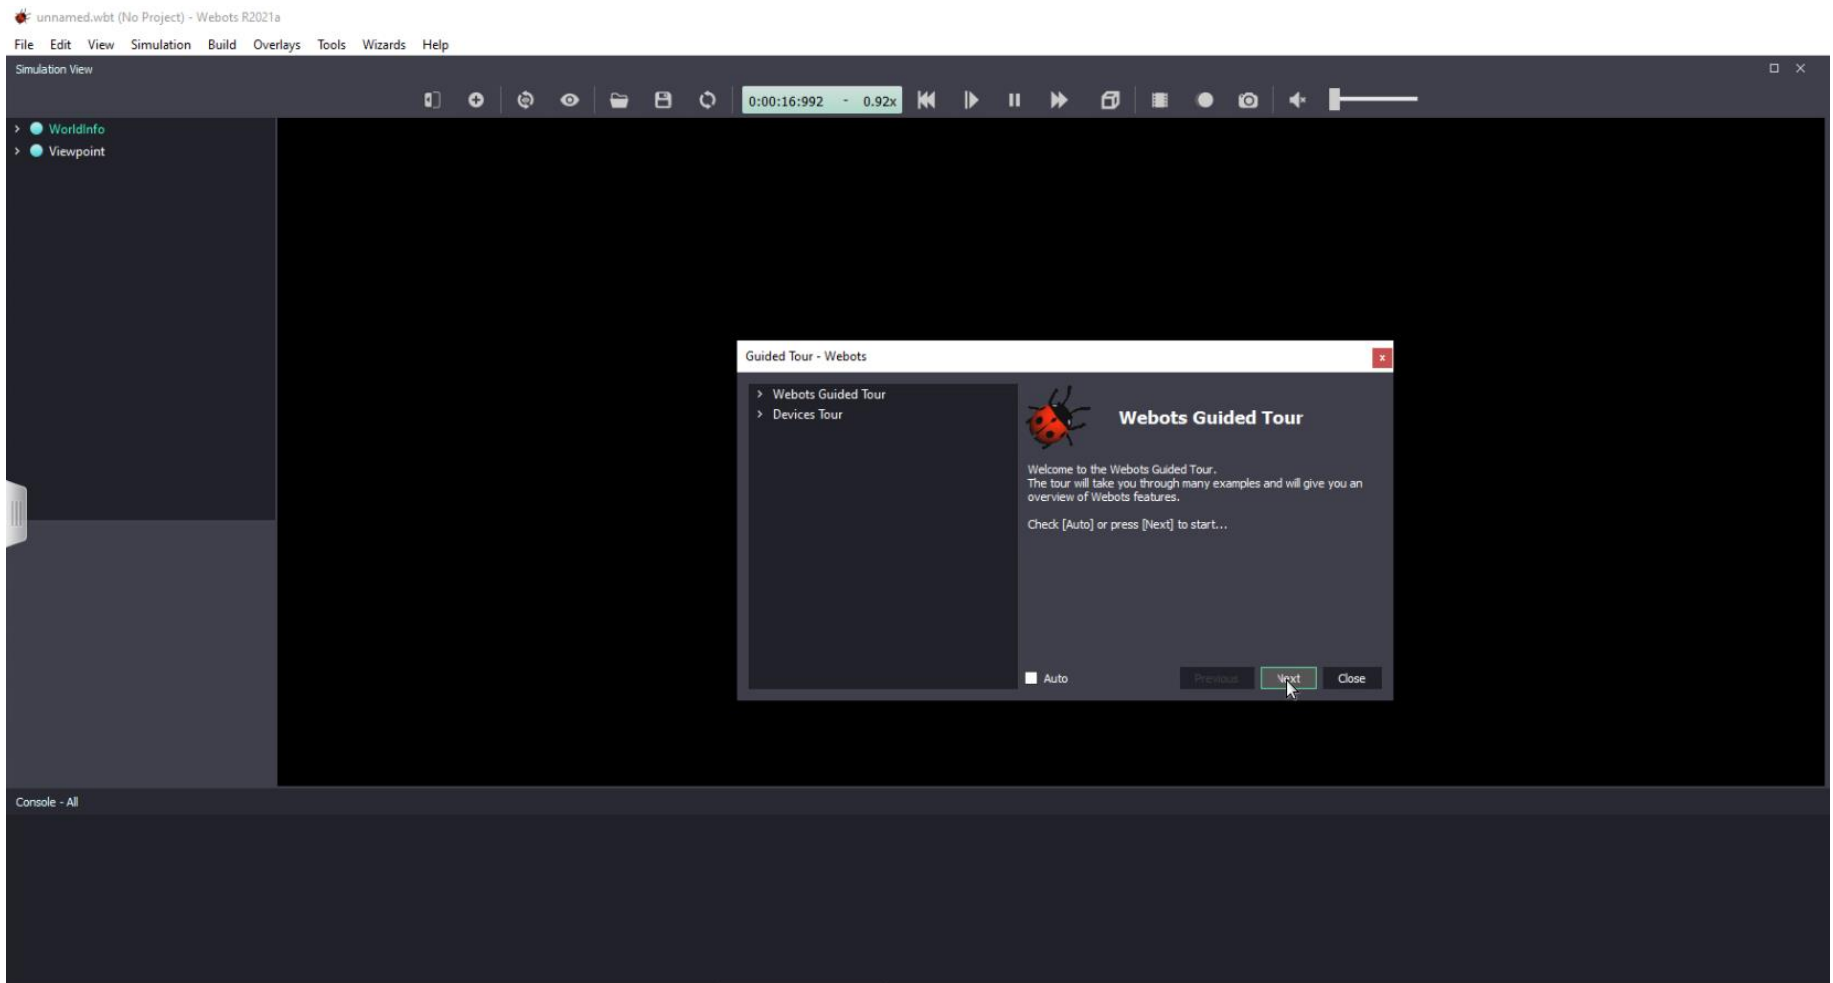 unnamed.wbt (No Project) - Webots R2021a
File Edit View Simulation Build Overlays Tools Wizards Help
Simulation View
0:00:16:992 - 0.92x
WorldInfo
Viewpoint
Guided Tour - Webots
Webots Guided Tour
Devices Tour
Webots Guided Tour
Welcome to the Webots Guided Tour.
The tour will take you through many examples and will give you an
overview of Webots features.
Check [Auto] or press [Next] to start...
Auto Previous Next Close
Console - All